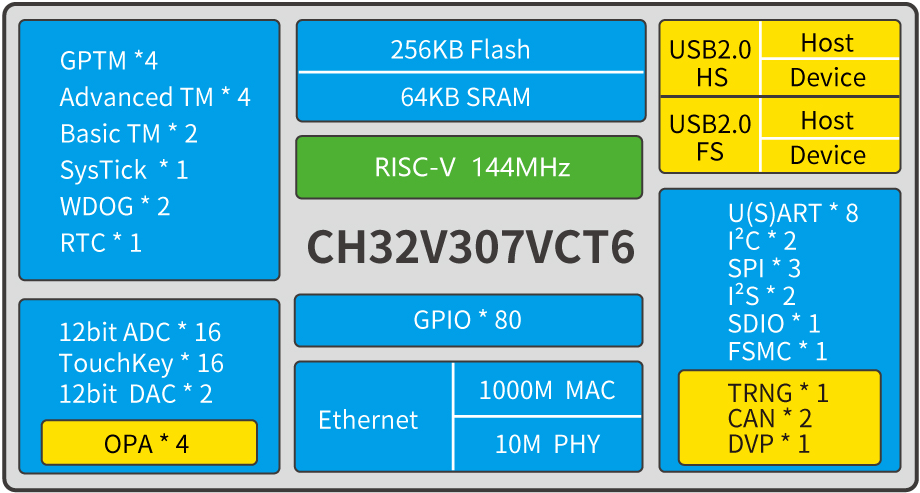 GPTM *4
Advanced TM * 4
Basic TM * 2
SysTick * 1
WDOG * 2
RTC * 1
12bit ADC * 16
TouchKey * 16
12bit DAC * 2
OPA * 4
256KB Flash
64KB SRAM
RISC-V 144MHz
CH32V307VCT6
GPIO * 80
Ethernet
1000M MAC
10M PHY
USB2.0
HS
Host
Device
USB2.0
FS
Host
Device
U(S)ART * 8
I²C * 2
SPI * 3
I²S * 2
SDIO * 1
FSMC * 1
TRNG * 1
CAN * 2
DVP * 1